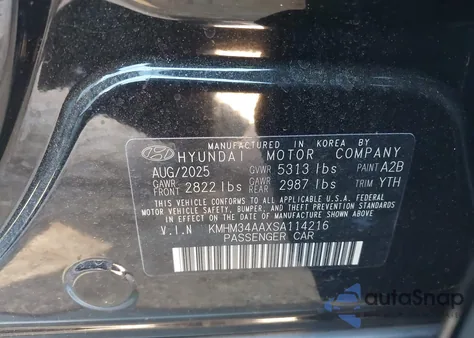 MANUFACTURED IN KOREA BY
HYUNDAI MOTOR COMPANY
AUG/2025 GVWR 5313 lbs PAINT A2B
GAWR FRONT 2822 lbs GAWR REAR 2987 lbs TRIM YTH
THIS VEHICLE CONFORMS TO ALL APPLICABLE U.S.A. FEDERAL
MOTOR VEHICLE SAFETY, BUMPER, AND THEFT PREVENTION
STANDARDS IN EFFECT ON THE DATE OF MANUFACTURE SHOWN ABOVE.
V.I.N KMHM34AAXSA114216
PASSENGER CAR
autoSnap